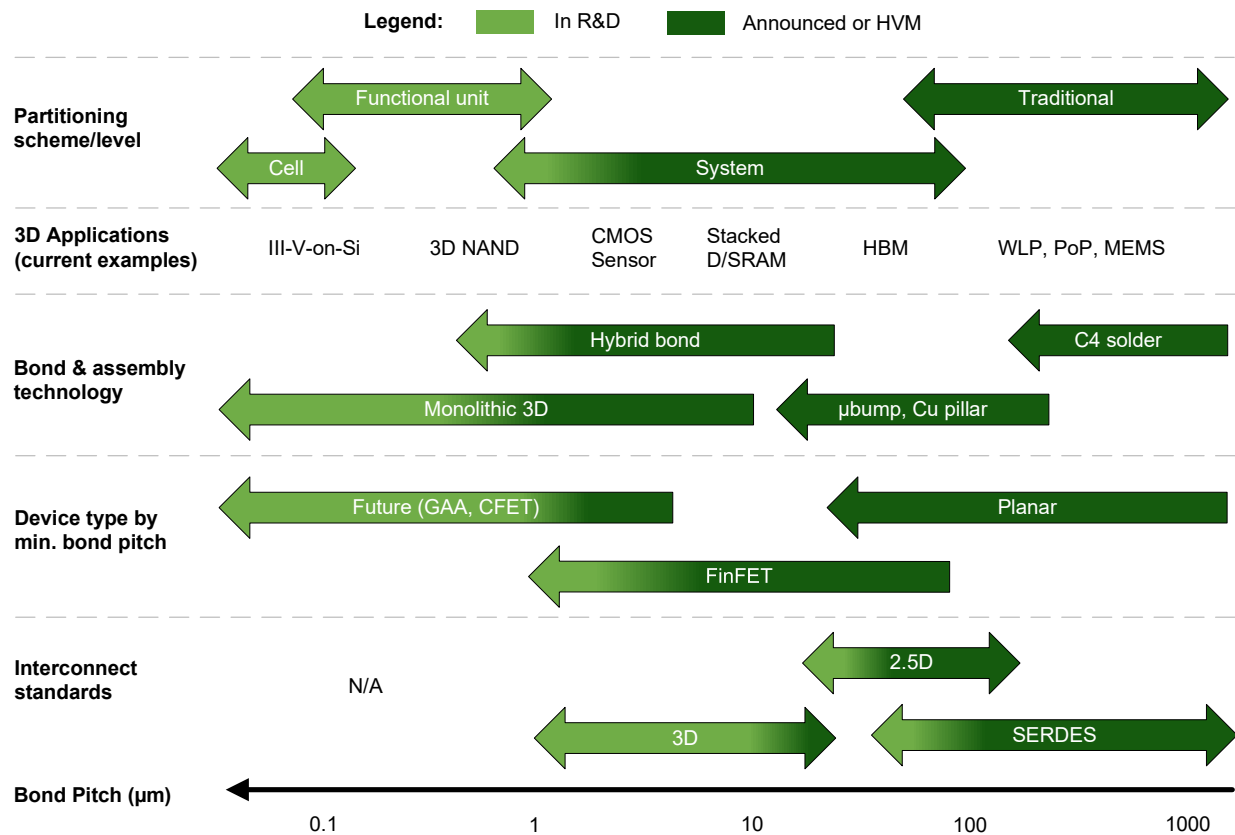 Legend: In R&D Announced or HVM
Partitioning
scheme/level
Functional unit Traditional
Cell System
3D Applications
(current examples)
III-V-on-Si 3D NAND CMOS
Sensor Stacked
D/SRAM HBM WLP, PoP, MEMS
Bond & assembly
technology
Hybrid bond C4 solder
Monolithic 3D µbump, Cu pillar
Device type by
min. bond pitch
Future (GAA, CFET) Planar
FinFET
Interconnect
standards
N/A
2.5D
3D SERDES
Bond Pitch (µm)
0.1 1 10 100 1000